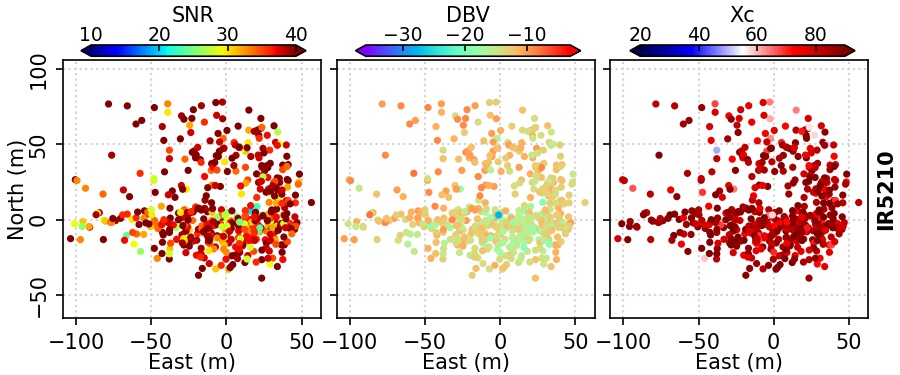 SNR DBV Xc
10 20 30 40 −30 −20 −10 20 40 60 80
100
50
0
−50
North (m)
−100 −50 0 50 −100 −50 0 50 −100 −50 0 50
East (m) East (m) East (m)
IR5210